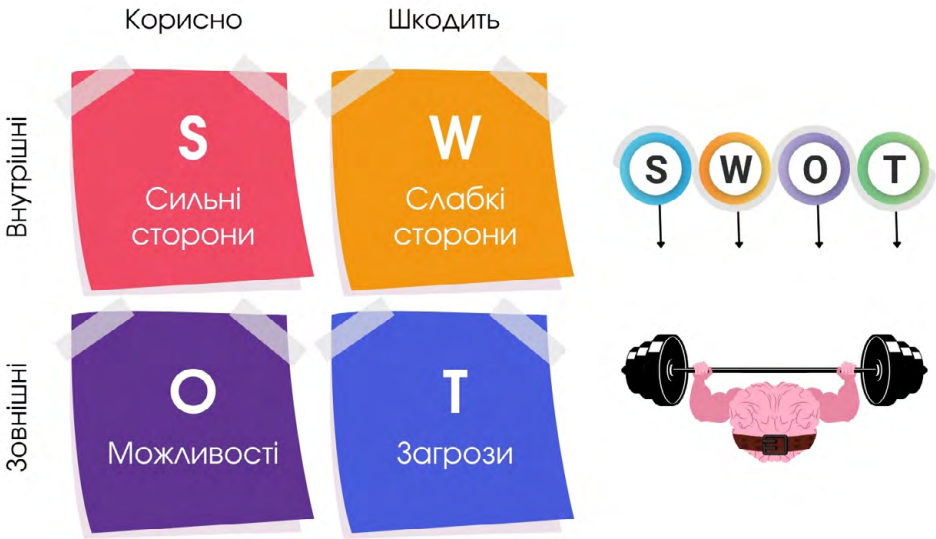 Корисно
Шкодить
Внутрішні
S
Сильні
сторони
W
Слабкі
сторони
S W O T
Зовнішні
O
Можливості
T
Загрози